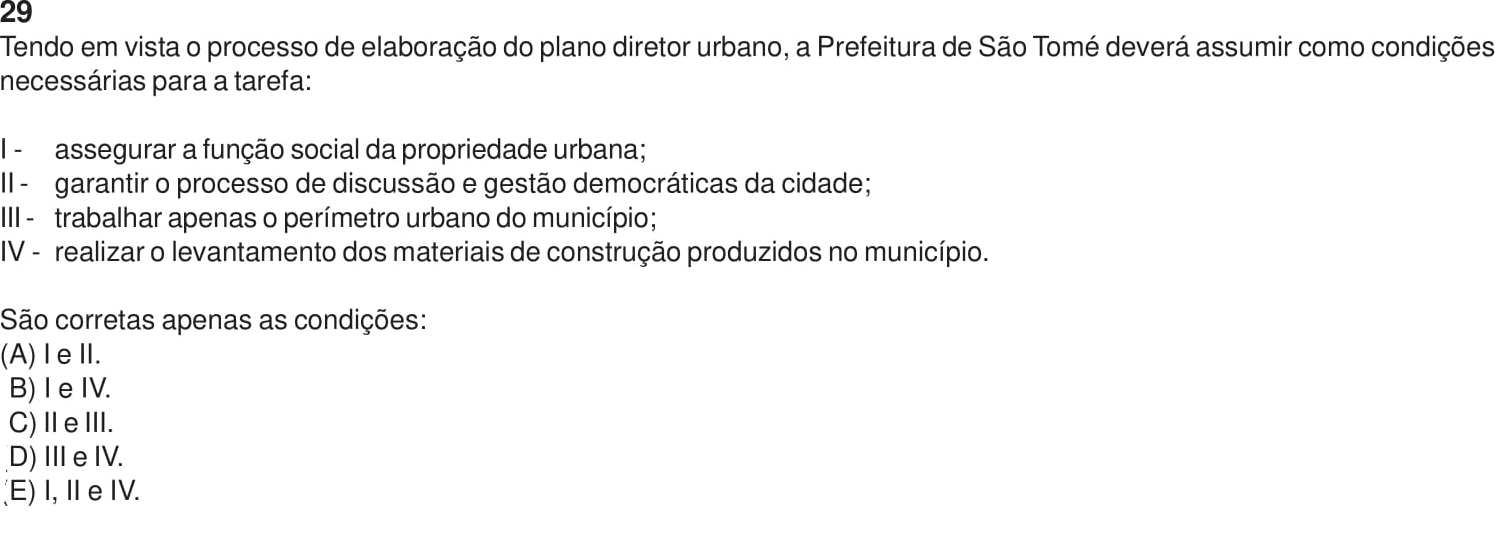 29
Tendo em vista o processo de elaboração do plano diretor urbano, a Prefeitura de São Tomé deverá assumir como condições
necessárias para a tarefa:
I - assegurar a função social da propriedade urbana;
II - garantir o processo de discussão e gestão democráticas da cidade;
III - trabalhar apenas o perímetro urbano do município;
IV - realizar o levantamento dos materiais de construção produzidos no município.
São corretas apenas as condições:
(A) I e II.
B) I e IV.
C) II e III.
D) III e IV.
(E) I, II e IV.